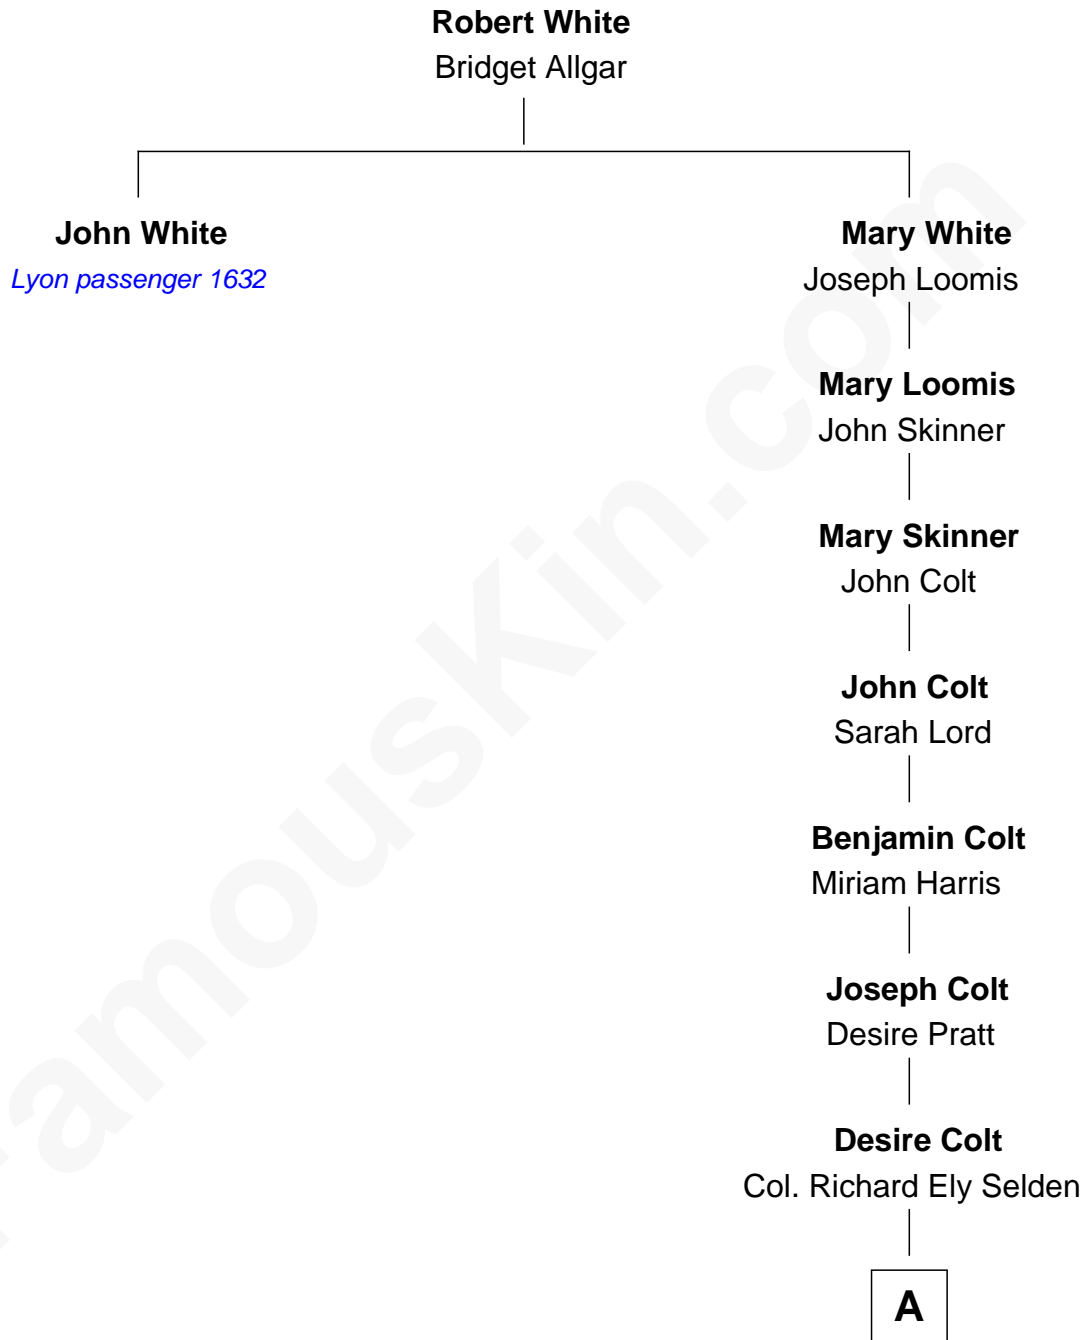 Robert White
Bridget Allgar
John White
Lyon passenger 1632
Mary White
Joseph Loomis
Mary Loomis
John Skinner
Mary Skinner
John Colt
John Colt
Sarah Lord
Benjamin Colt
Miriam Harris
Joseph Colt
Desire Pratt
Desire Colt
Col. Richard Ely Selden
A
FamousKin.com